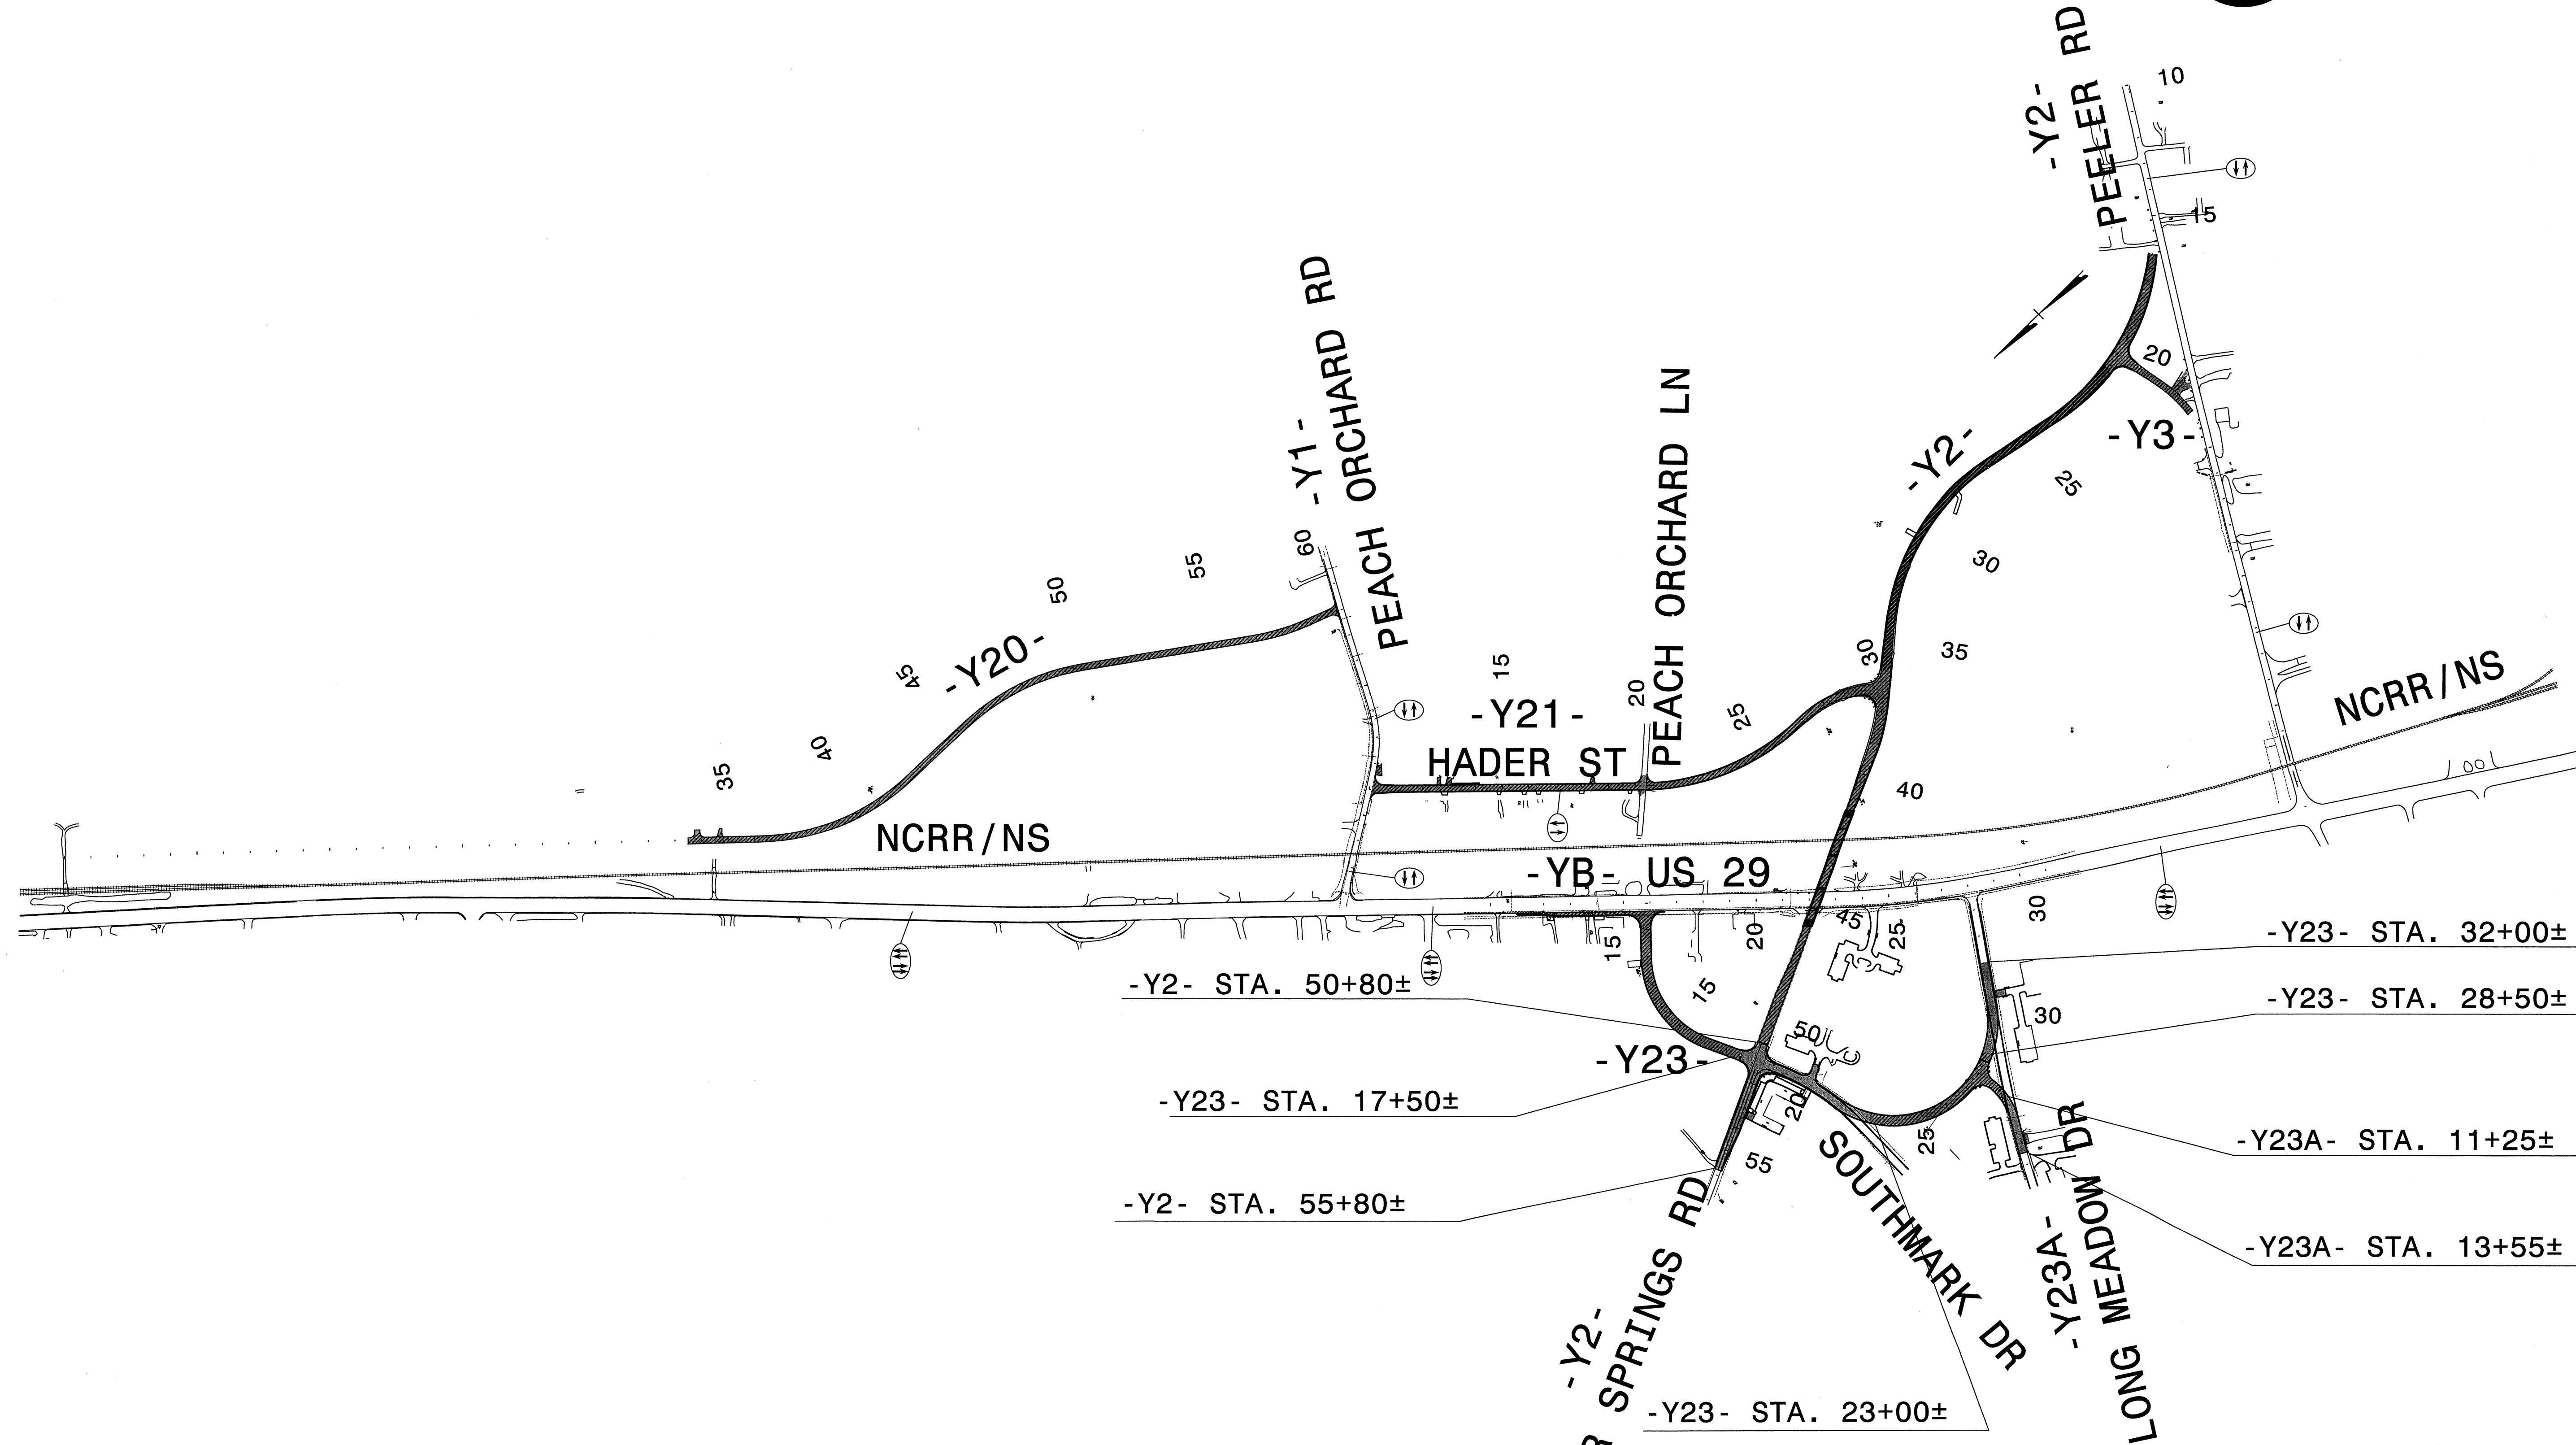 -Y2-
PEELER RD
10
15
20
-Y3-
-Y2-
25
30
35
40
-Y1-
PEACH ORCHARD RD
60
55
50
45
40
35
-Y20-
NCRR/NS
15
-Y21-
HADER ST
20
PEACH ORCHARD LN
25
30
NCRR/NS
-YB- US 29
15
20
45
25
30
-Y23- STA. 32+00±
-Y2- STA. 50+80±
15
-Y23- STA. 28+50±
50
30
-Y23-
-Y23- STA. 17+50±
20
25
-Y23A- STA. 11+25±
55
-Y2- STA. 55+80±
SOUTHMARK DR
-Y23A-
LONG MEADOW DR
-Y23A- STA. 13+55±
-Y2-
R SPRINGS RD
-Y23- STA. 23+00±